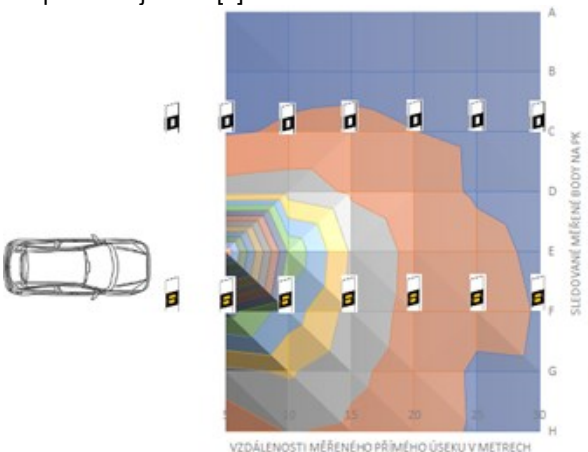 A
B
C
D
E
F
G
H
5 10 15 20 25 30
SLEDOVANÉ MĚŘENÉ BODY NA PK
VZDÁLENOSTI MĚŘENÉHO PŘÍMÉHO ÚSEKU V METRECH